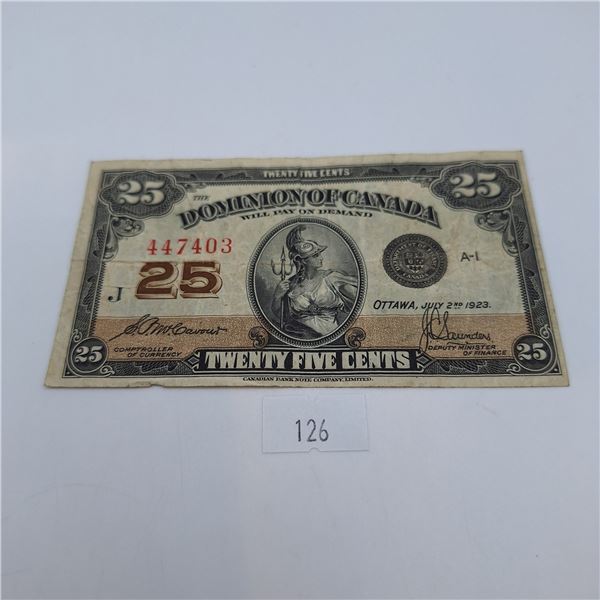 TWENTY FIVE CENTS
25 25
THE
DOMINION OF CANADA
WILL PAY ON DEMAND
447403
A-1
25
J
OTTAWA, JULY 2ND 1923.
COMPTROLLER
OF CURRENCY
DEPUTY MINISTER
OF FINANCE
25 TWENTY FIVE CENTS 25
CANADIAN BANK NOTE COMPANY, LIMITED.
126